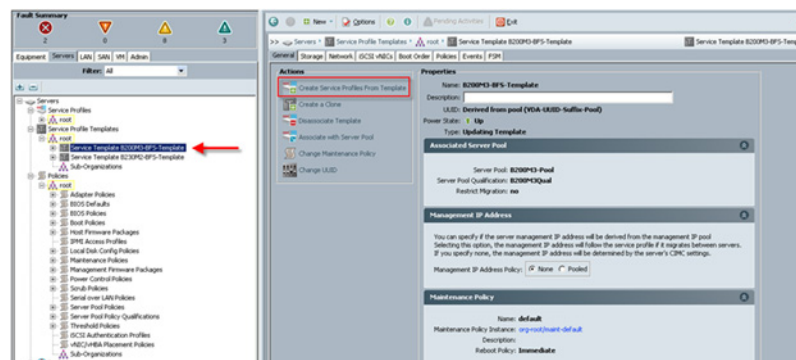 Fault Summary
2 0 8 3
Equipment Servers LAN SAN VM Admin
Filter: All
Servers
Service Profiles
root
Service Profile Templates
root
Service Template B200M3-BFS-Template
Service Template B230M2-BFS-Template
Sub-Organizations
Policies
root
Adapter Policies
BIOS Defaults
BIOS Policies
Boot Policies
Host Firmware Packages
IPMI Access Profiles
Local Disk Config Policies
Maintenance Policies
Management Firmware Packages
Power Control Policies
Scrub Policies
Serial over LAN Policies
Server Pool Policies
Server Pool Policy Qualifications
Threshold Policies
iSCSI Authentication Profiles
vNIC/vHBA Placement Policies
Sub-Organizations
New Options Pending Activities Exit
>> Servers Service Profile Templates root Service Template B200M3-BFS-Template Service Template B200M3-BFS-Temp
General Storage Network iSCSI vNICs Boot Order Policies Events FSM
Actions
Create Service Profiles From Template
Create a Clone
Disassociate Template
Associate with Server Pool
Change Maintenance Policy
Change UUID
Properties
Name: B200M3-BFS-Template
Description:
UUID: Derived from pool (VDA-UUID-Suffix-Pool)
Power State: Up
Type: Updating Template
Associated Server Pool
Server Pool: B200M3-Pool
Server Pool Qualification: B200M3Qual
Restrict Migration: no
Management IP Address
You can specify if the server management IP address will be derived from the management IP pool
Selecting this option, the management IP address will follow the service profile if it migrates between servers.
If you specify none, the management IP address will be determined by the server's CIMC settings.
Management IP Address Policy: None Pooled
Maintenance Policy
Name: default
Maintenance Policy Instance: org-root/maint-default
Description:
Reboot Policy: Immediate